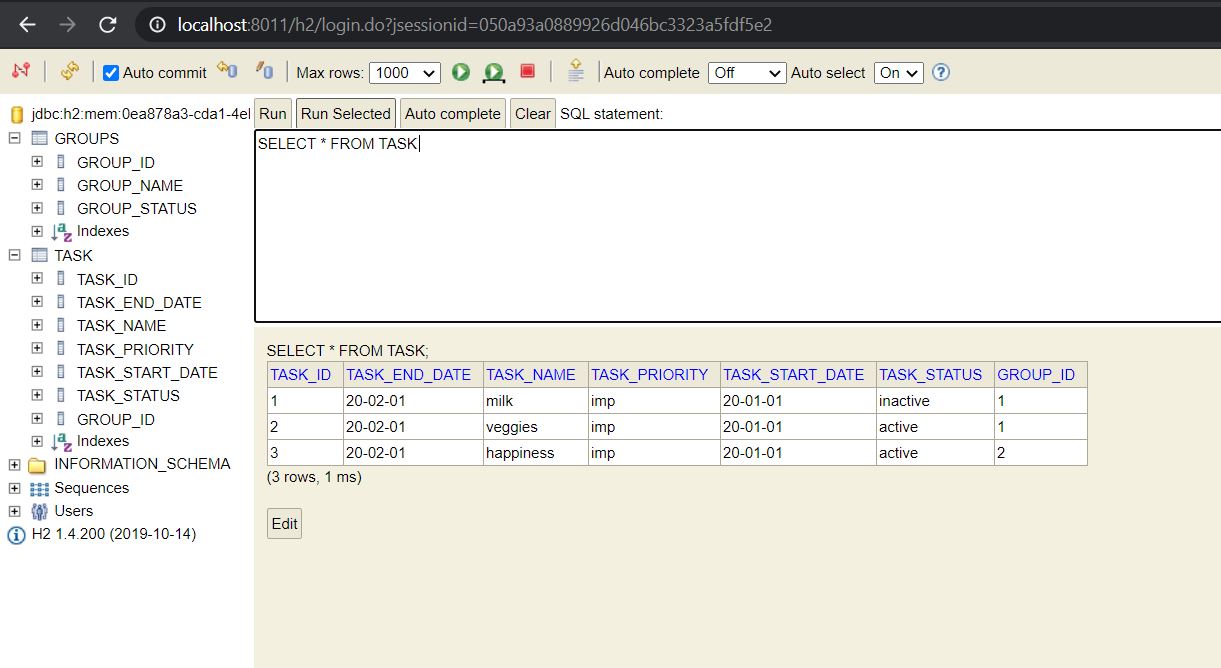 localhost:8011/h2/login.do?jsessionid=050a93a0889926d046bc3323a5fdf5e2
Auto commit Max rows: 1000 Auto complete Off Auto select On ?
jdbc:h2:mem:0ea878a3-cda1-4el
GROUPS
GROUP_ID
GROUP_NAME
GROUP_STATUS
Indexes
TASK
TASK_ID
TASK_END_DATE
TASK_NAME
TASK_PRIORITY
TASK_START_DATE
TASK_STATUS
GROUP_ID
Indexes
INFORMATION_SCHEMA
Sequences
Users
H2 1.4.200 (2019-10-14)
Run Run Selected Auto complete Clear SQL statement:
SELECT * FROM TASK
SELECT * FROM TASK;
TASK_ID TASK_END_DATE TASK_NAME TASK_PRIORITY TASK_START_DATE TASK_STATUS GROUP_ID
1 20-02-01 milk imp 20-01-01 inactive 1
2 20-02-01 veggies imp 20-01-01 active 1
3 20-02-01 happiness imp 20-01-01 active 2
(3 rows, 1 ms)
Edit